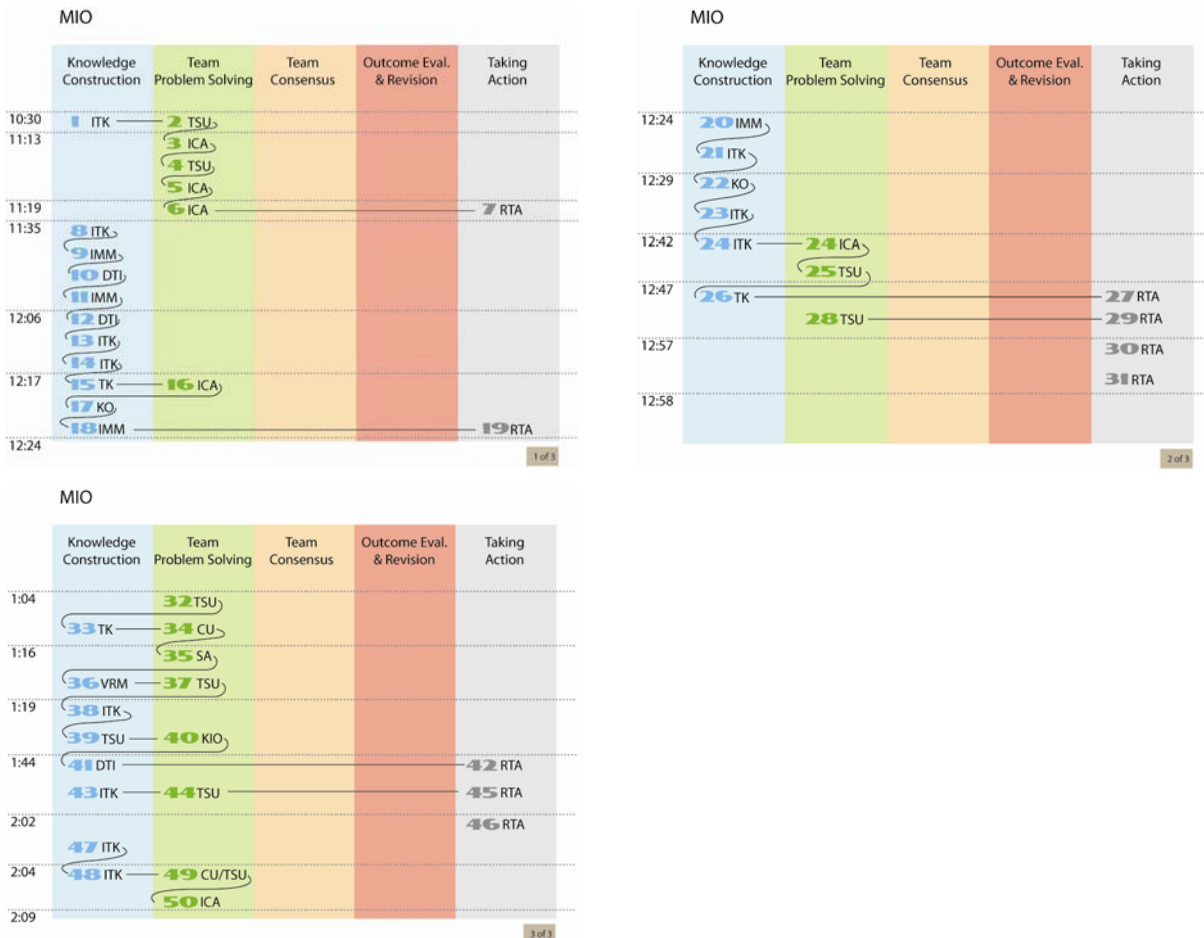 MIO
Knowledge Construction
Team Problem Solving
Team Consensus
Outcome Eval. & Revision
Taking Action
10:30
1 ITK
2 TSU
11:13
3 ICA
4 TSU
5 ICA
11:19
6 ICA
7 RTA
11:35
8 ITK
9 IMM
10 DTI
11 IMM
12:06
12 DTI
13 ITK
14 ITK
12:17
15 TK
16 ICA
17 KO
18 IMM
19 RTA
12:24
1 of 3
MIO
Knowledge Construction
Team Problem Solving
Team Consensus
Outcome Eval. & Revision
Taking Action
12:24
20 IMM
21 ITK
12:29
22 KO
23 ITK
12:42
24 ITK
24 ICA
25 TSU
12:47
26 TK
27 RTA
28 TSU
29 RTA
12:57
30 RTA
31 RTA
12:58
2 of 3
MIO
Knowledge Construction
Team Problem Solving
Team Consensus
Outcome Eval. & Revision
Taking Action
1:04
32 TSU
33 TK
34 CU
1:16
35 SA
36 VRM
37 TSU
1:19
38 ITK
39 TSU
40 KIO
1:44
41 DTI
42 RTA
43 ITK
44 TSU
45 RTA
2:02
46 RTA
47 ITK
2:04
48 ITK
49 CU/TSU
50 ICA
2:09
3 of 3